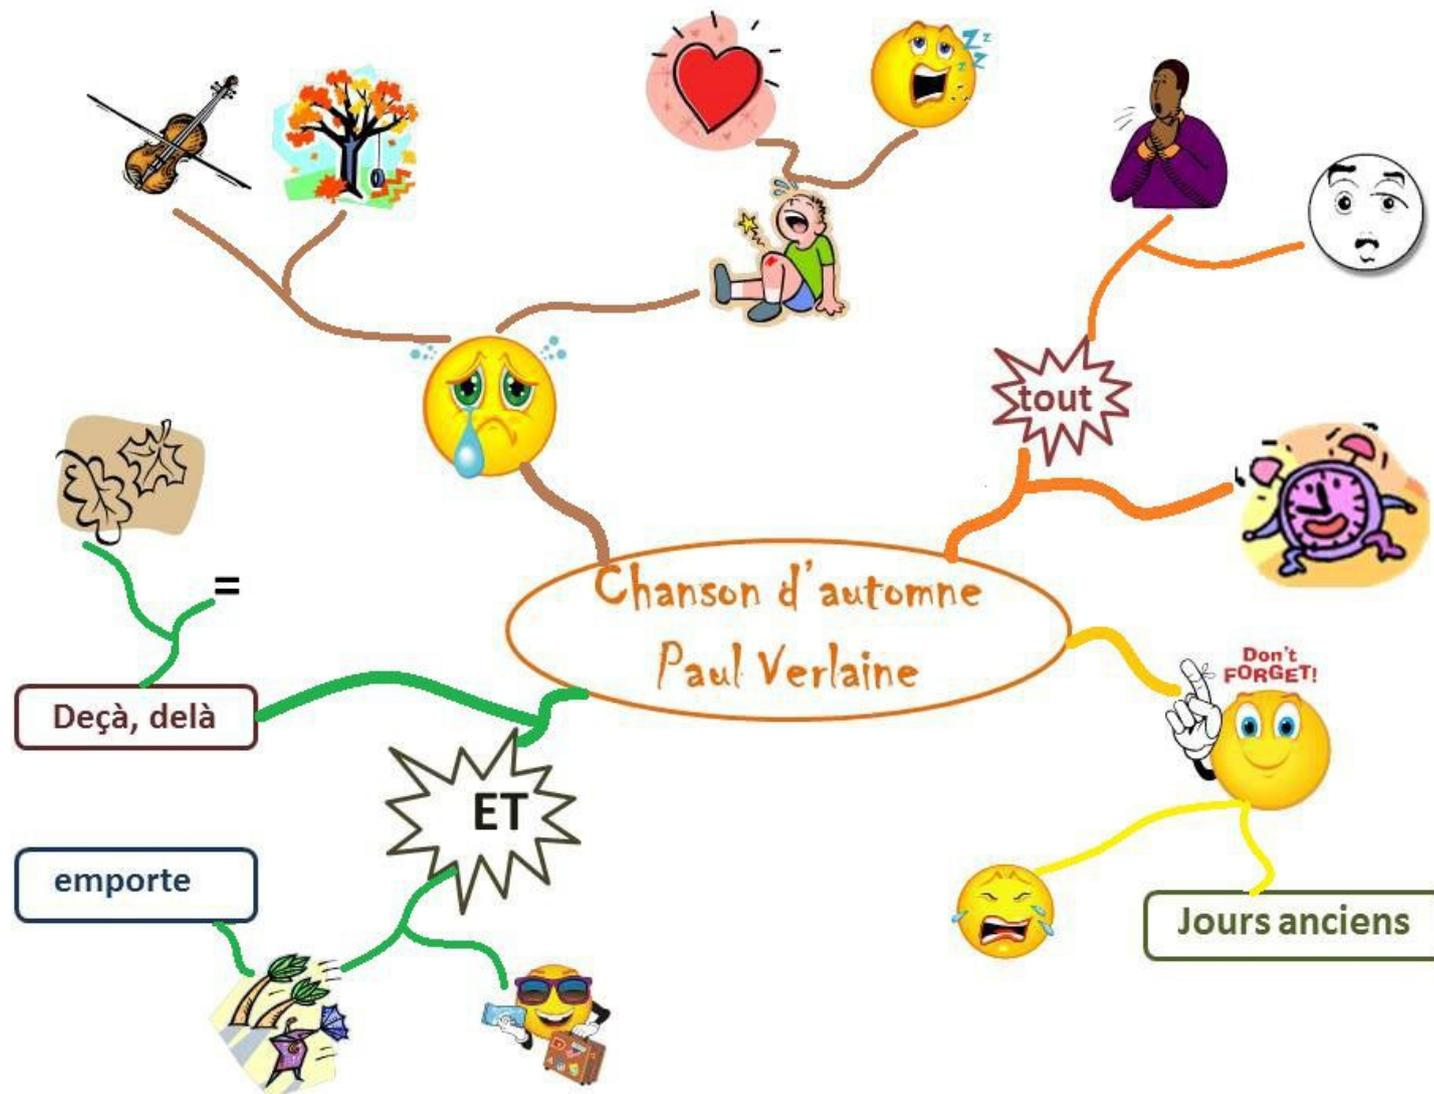 Z Z
Z Z
tout
Chanson d'automne
Paul Verlaine
=
Don't
FORGET!
Deçà, delà
ET
emporte
Jours anciens